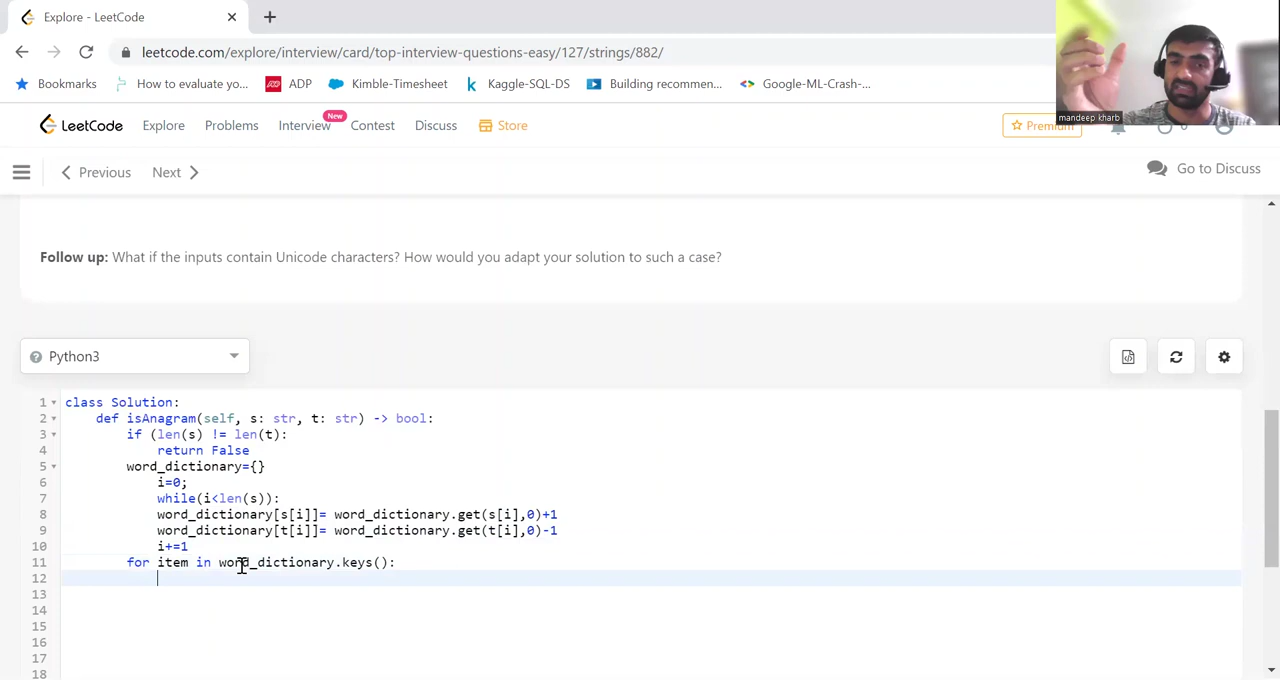 Explore - LeetCode
leetcode.com/explore/interview/card/top-interview-questions-easy/127/strings/882/
Bookmarks How to evaluate yo... ADP Kimble-Timesheet Kaggle-SQL-DS Building recommen... Google-ML-Crash-...
mandeep kharb
New
LeetCode Explore Problems Interview Contest Discuss Store Premium 0
Previous Next Go to Discuss
Follow up: What if the inputs contain Unicode characters? How would you adapt your solution to such a case?
Python3
1 class Solution:
2     def isAnagram(self, s: str, t: str) -> bool:
3         if (len(s) != len(t):
4             return False
5         word_dictionary={}
6             i=0;
7             while(i<len(s)):
8             word_dictionary[s[i]]= word_dictionary.get(s[i],0)+1
9             word_dictionary[t[i]]= word_dictionary.get(t[i],0)-1
10             i+=1
11         for item in word_dictionary.keys():
12
13
14
15
16
17
18